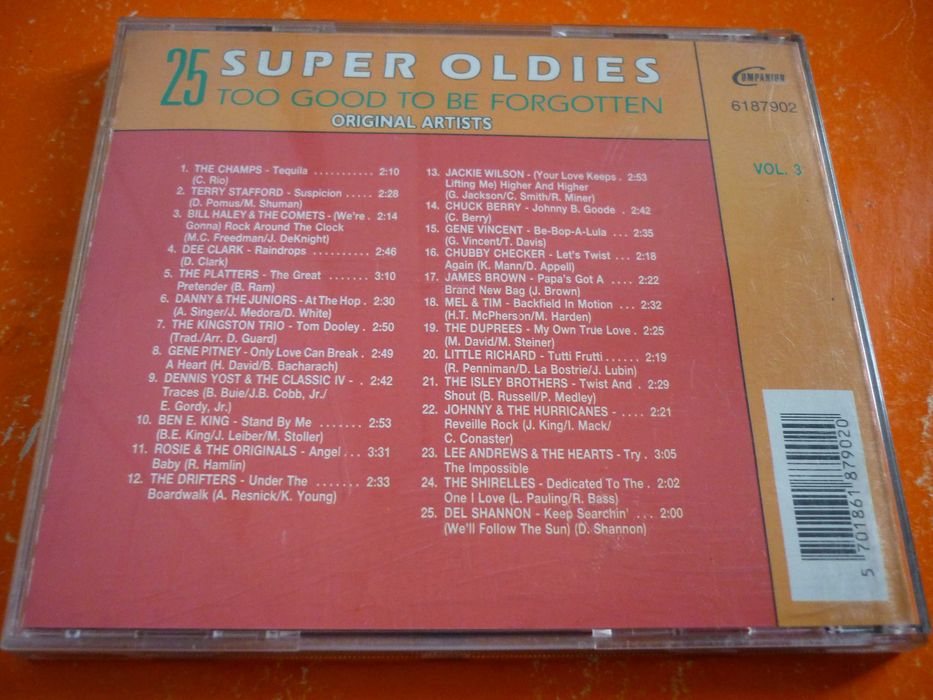 25 SUPER OLDIES
TOO GOOD TO BE FORGOTTEN
ORIGINAL ARTISTS
COMPANION
6187902
VOL. 3
1. THE CHAMPS - Tequila ........... 2:10
(C. Rio)
2. TERRY STAFFORD - Suspicion ..... 2:28
(D. Pomus/M. Shuman)
3. BILL HALEY & THE COMETS - (We're . 2:14
Gonna) Rock Around The Clock
(M.C. Freedman/J. DeKnight)
4. DEE CLARK - Raindrops .......... 2:46
(D. Clark)
5. THE PLATTERS - The Great ....... 3:10
Pretender (B. Ram)
6. DANNY & THE JUNIORS - At The Hop . 2:30
(A. Singer/J. Medora/D. White)
7. THE KINGSTON TRIO - Tom Dooley . 2:50
(Trad./Arr. D. Guard)
8. GENE PITNEY - Only Love Can Break . 2:49
A Heart (H. David/B. Bacharach)
9. DENNIS YOST & THE CLASSIC IV - . 2:42
Traces (B. Buie/J.B. Cobb, Jr./
E. Gordy, Jr.)
10. BEN E. KING - Stand By Me ....... 2:53
(B.E. King/J. Leiber/M. Stoller)
11. ROSIE & THE ORIGINALS - Angel ... 3:31
Baby (R. Hamlin)
12. THE DRIFTERS - Under The ....... 2:33
Boardwalk (A. Resnick/K. Young)
13. JACKIE WILSON - (Your Love Keeps . 2:53
Lifting Me) Higher And Higher
(G. Jackson/C. Smith/R. Miner)
14. CHUCK BERRY - Johnny B. Goode . 2:42
(C. Berry)
15. GENE VINCENT - Be-Bop-A-Lula ... 2:35
(G. Vincent/T. Davis)
16. CHUBBY CHECKER - Let's Twist ... 2:18
Again (K. Mann/D. Appell)
17. JAMES BROWN - Papa's Got A .... 2:22
Brand New Bag (J. Brown)
18. MEL & TIM - Backfield In Motion ... 2:32
(H.T. McPherson/M. Harden)
19. THE DUPREES - My Own True Love . 2:25
(M. David/M. Steiner)
20. LITTLE RICHARD - Tutti Frutti ...... 2:19
(R. Penniman/D. La Bostrie/J. Lubin)
21. THE ISLEY BROTHERS - Twist And . 2:29
Shout (B. Russell/P. Medley)
22. JOHNNY & THE HURRICANES - .... 2:21
Reveille Rock (J. King/I. Mack/
C. Conaster)
23. LEE ANDREWS & THE HEARTS - Try . 3:05
The Impossible
24. THE SHIRELLES - Dedicated To The . 2:02
One I Love (L. Pauling/R. Bass)
25. DEL SHANNON - Keep Searchin' ... 2:00
(We'll Follow The Sun) (D. Shannon)
5 701861 879020